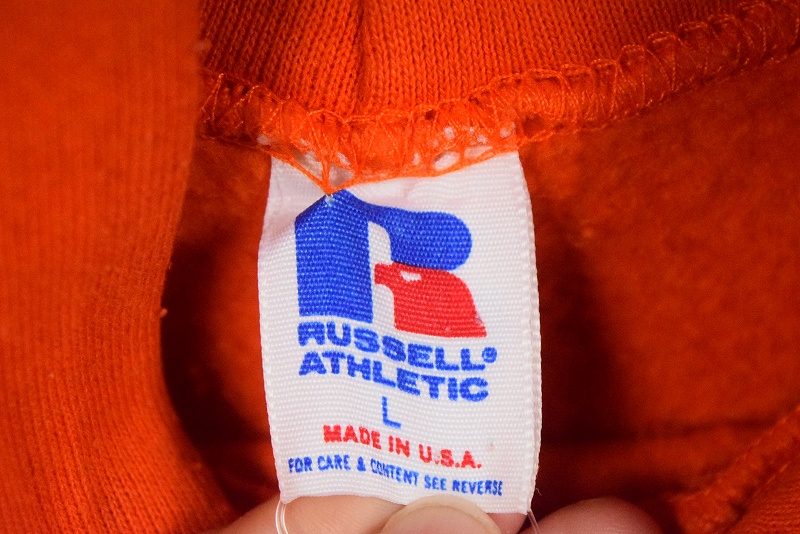 RUSSELL®
ATHLETIC
L
MADE IN U.S.A.
FOR CARE & CONTENT SEE REVERSE